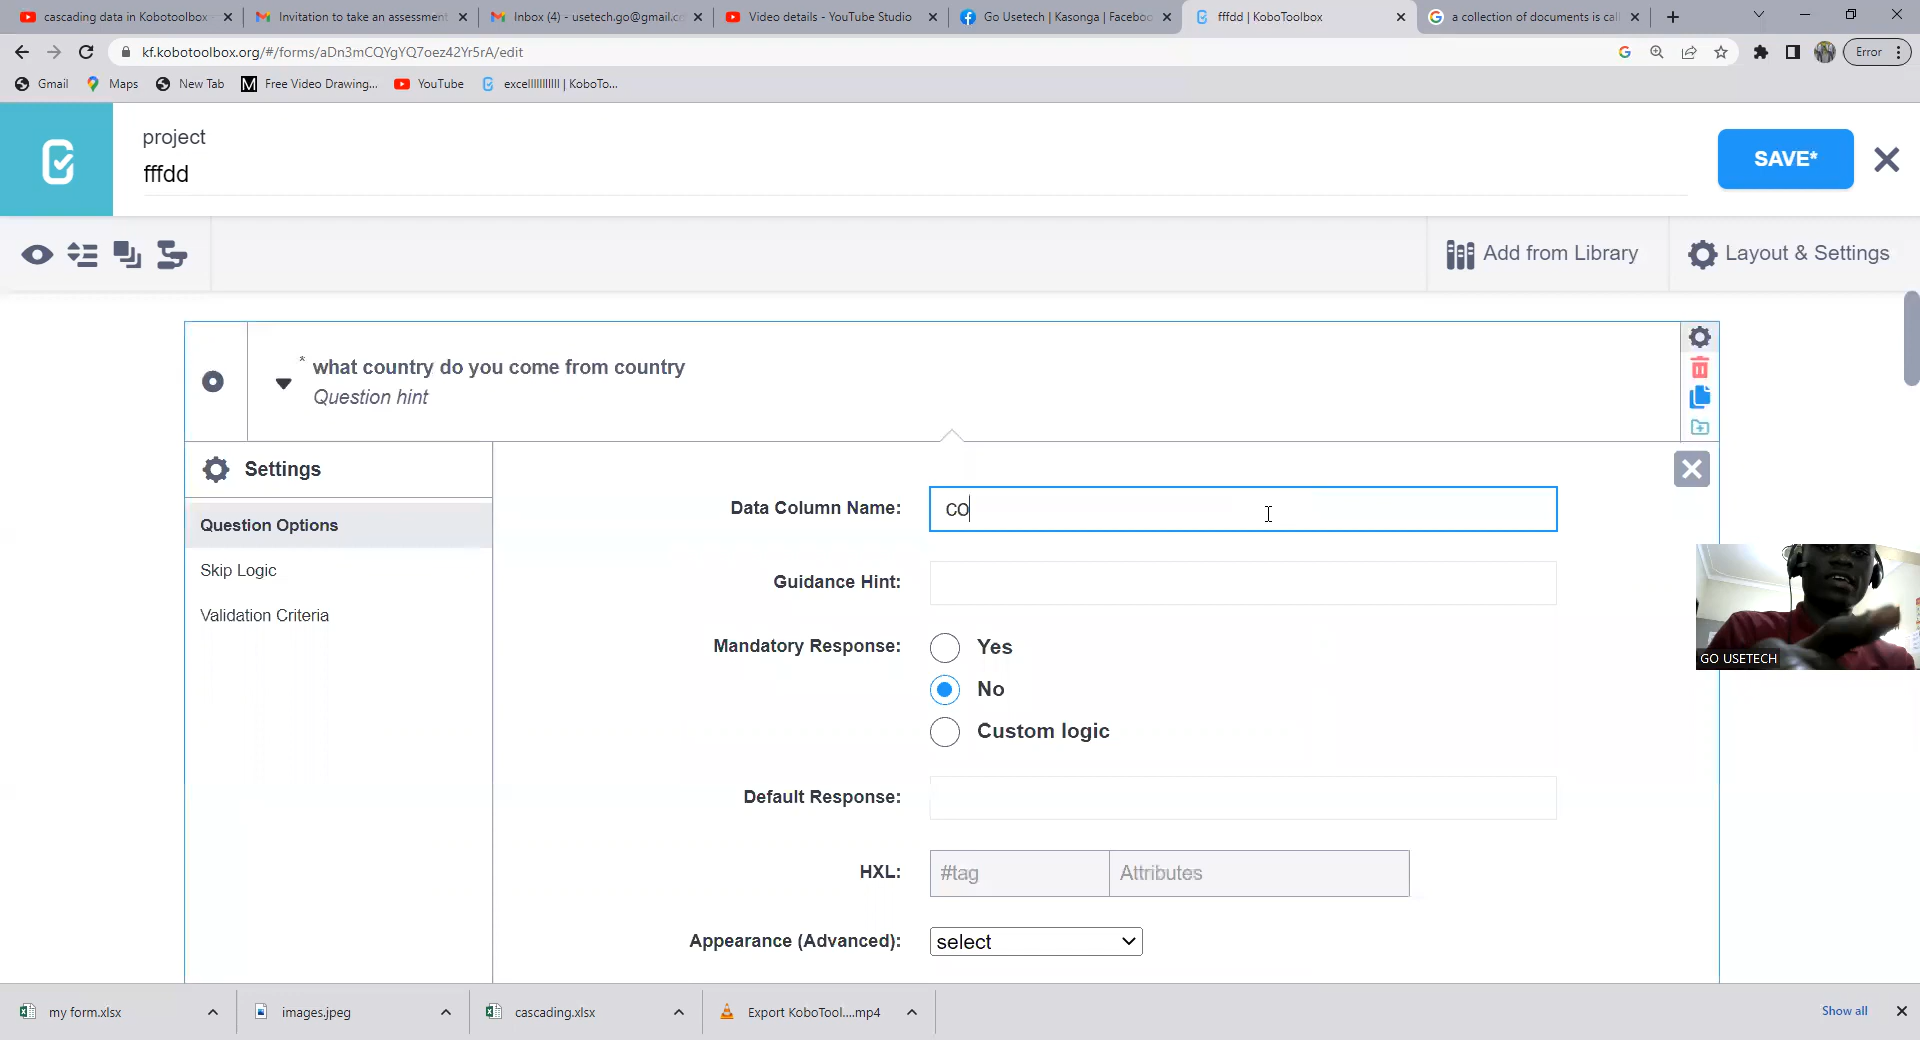 cascading data in Kobotoolbox
Invitation to take an assessment
Inbox (4) - usetech.go@gmail.c
Video details - YouTube Studio
Go Usetech | Kasonga | Faceboo
fffdd | KoboToolbox
a collection of documents is cal
kf.kobotoolbox.org/#/forms/aDn3mCQYgYQ7oez42Yr5rA/edit
Error
Gmail
Maps
New Tab
Free Video Drawing...
YouTube
excelllllllllll | KoboTo...
project
fffdd
SAVE*
Add from Library
Layout & Settings
* what country do you come from country
Question hint
Settings
Question Options
Skip Logic
Validation Criteria
Data Column Name:
CO
Guidance Hint:
Mandatory Response:
Yes
No
Custom logic
Default Response:
HXL:
#tag
Attributes
Appearance (Advanced):
select
GO USETECH
my form.xlsx
images.jpeg
cascading.xlsx
Export KoboTool....mp4
Show all